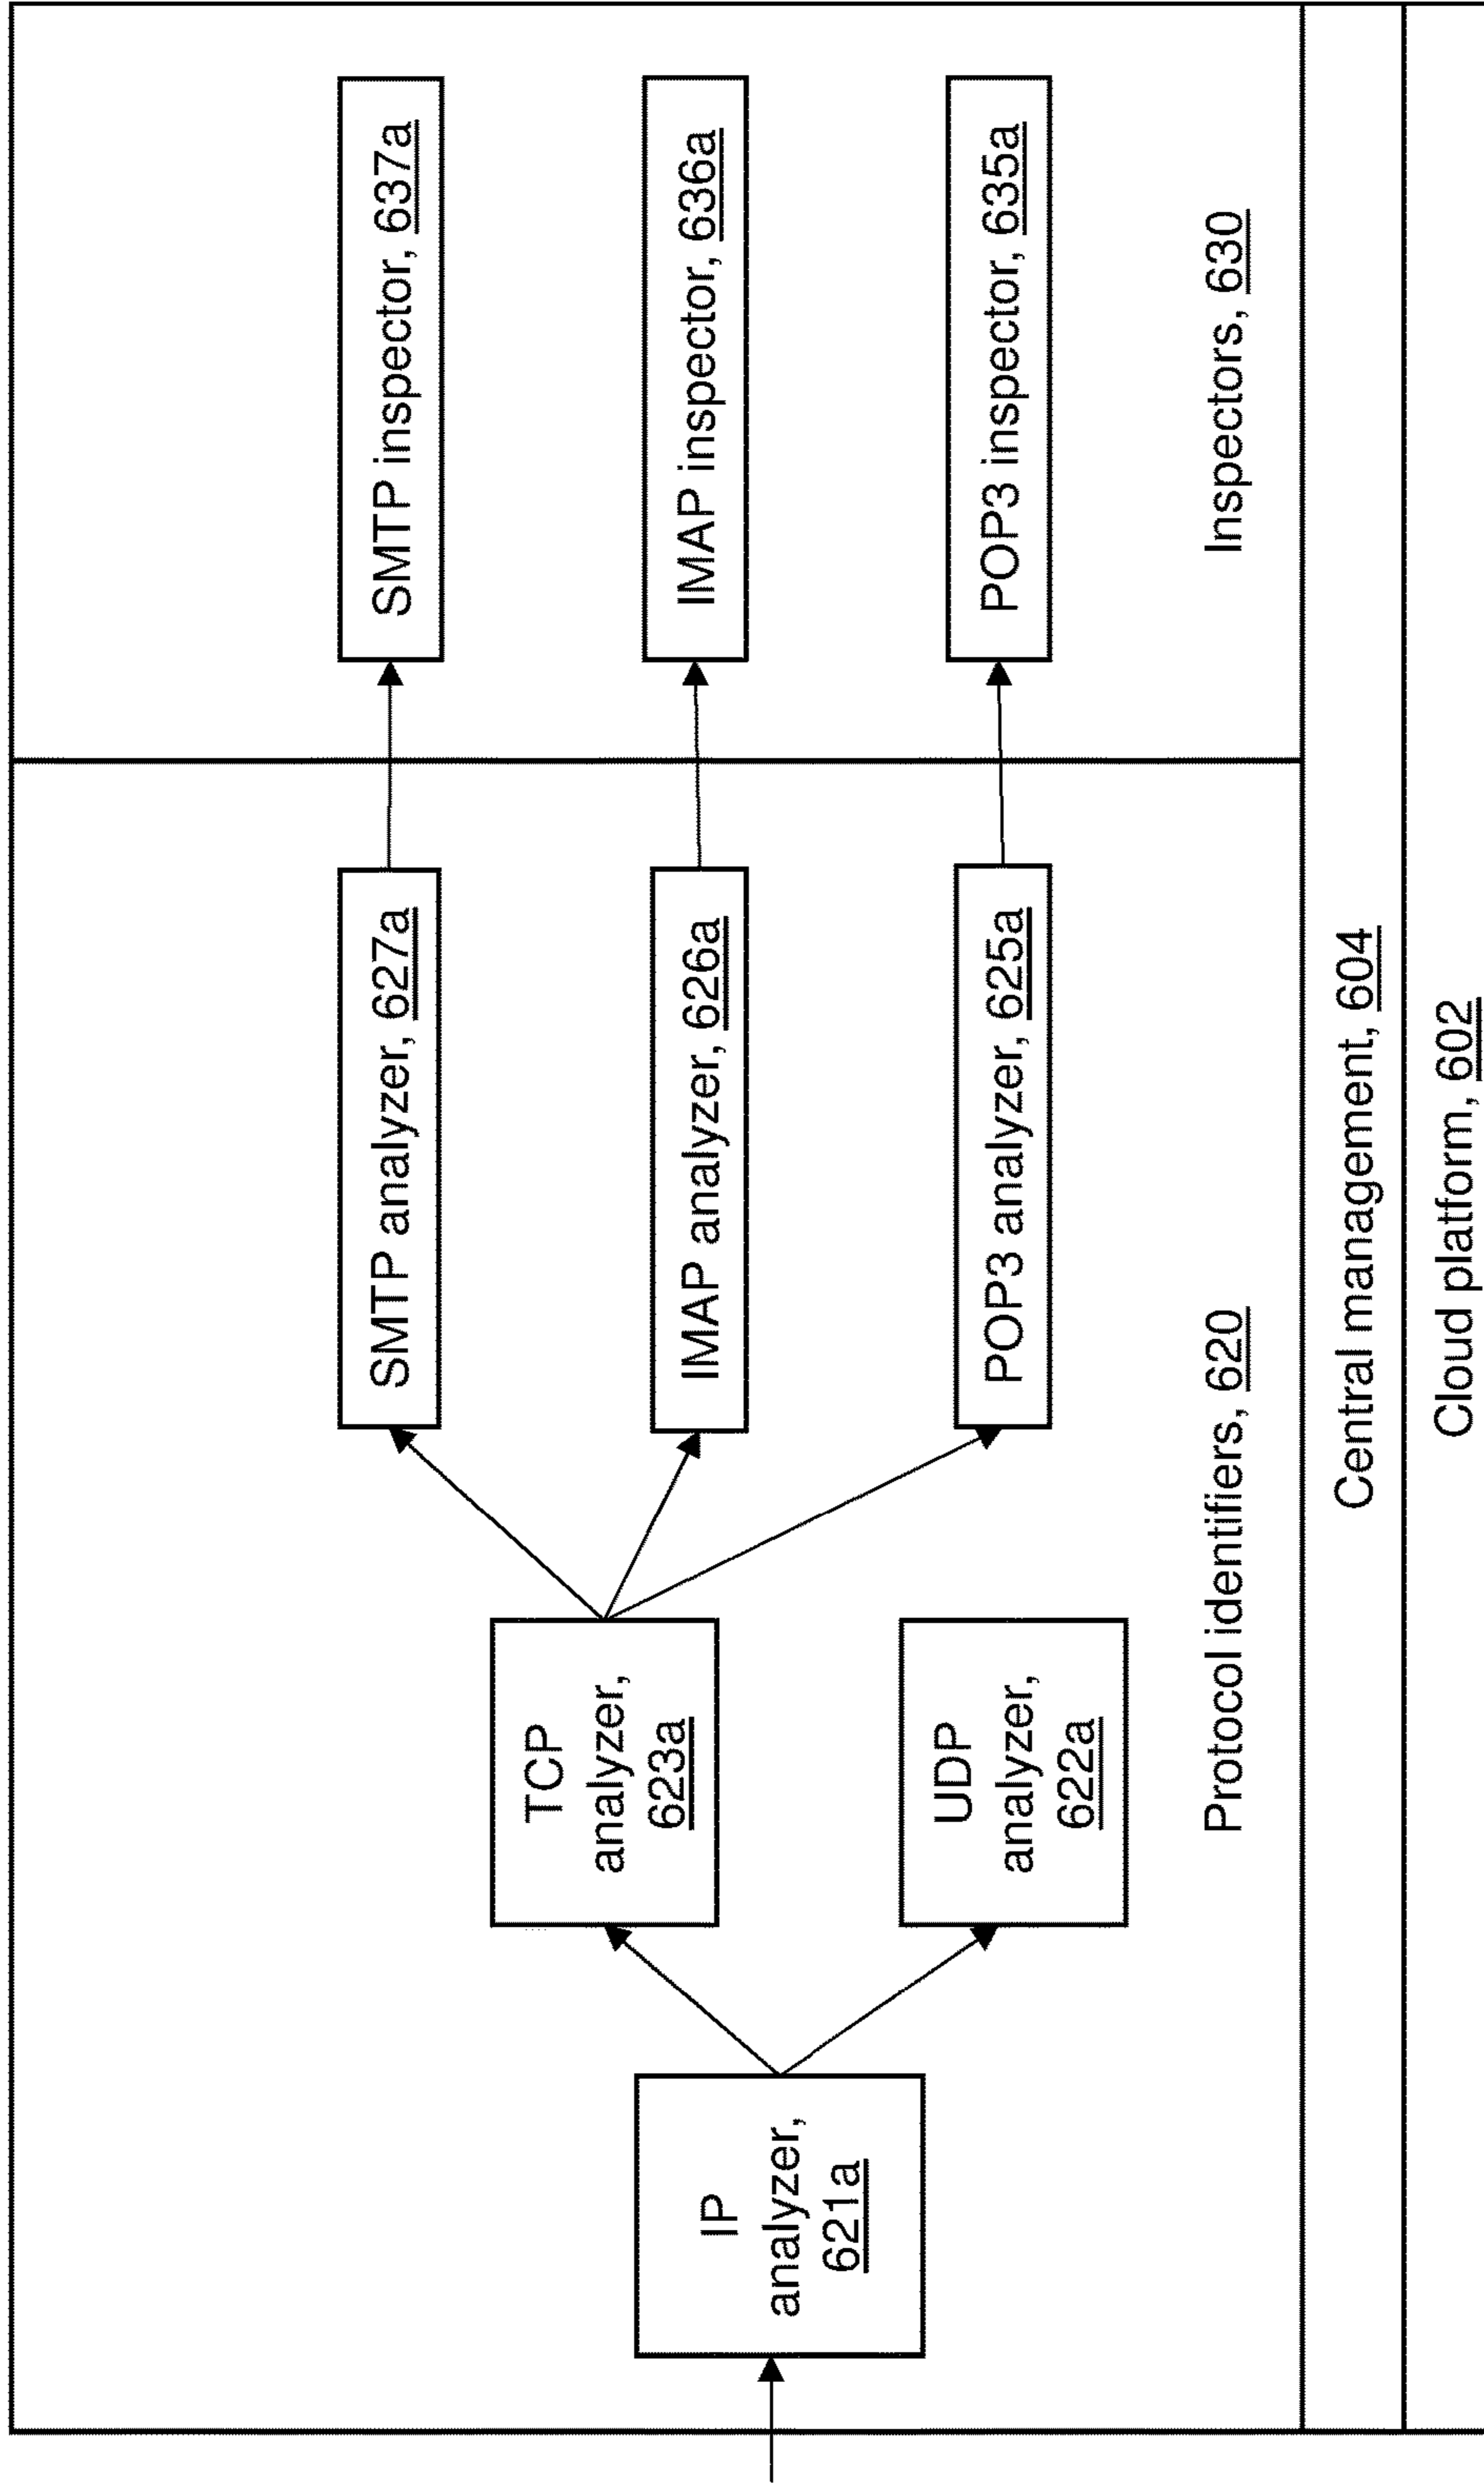 IP
analyzer,
621a
TCP
analyzer,
623a
UDP
analyzer,
622a
SMTP analyzer, 627a
IMAP analyzer, 626a
POP3 analyzer, 625a
Protocol identifiers, 620
SMTP inspector, 637a
IMAP inspector, 636a
POP3 inspector, 635a
Inspectors, 630
Central management, 604
Cloud platform, 602